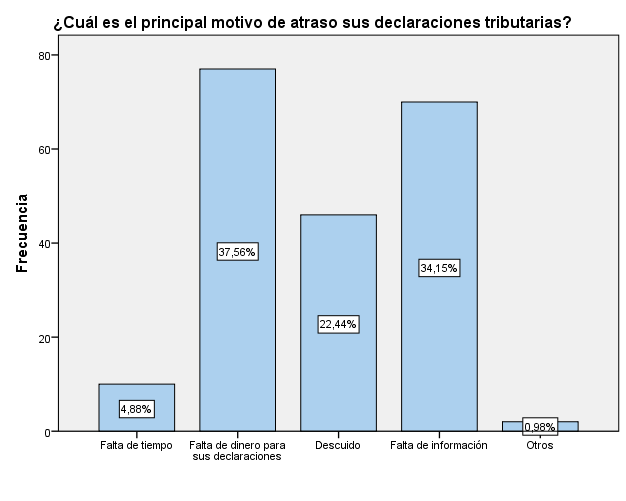 ¿Cuál es el principal motivo de atraso sus declaraciones tributarias?
Frecuencia
80
60
40
20
0
4,88%
37,56%
22,44%
34,15%
0,98%
Falta de tiempo
Falta de dinero para
sus declaraciones
Descuido
Falta de información
Otros